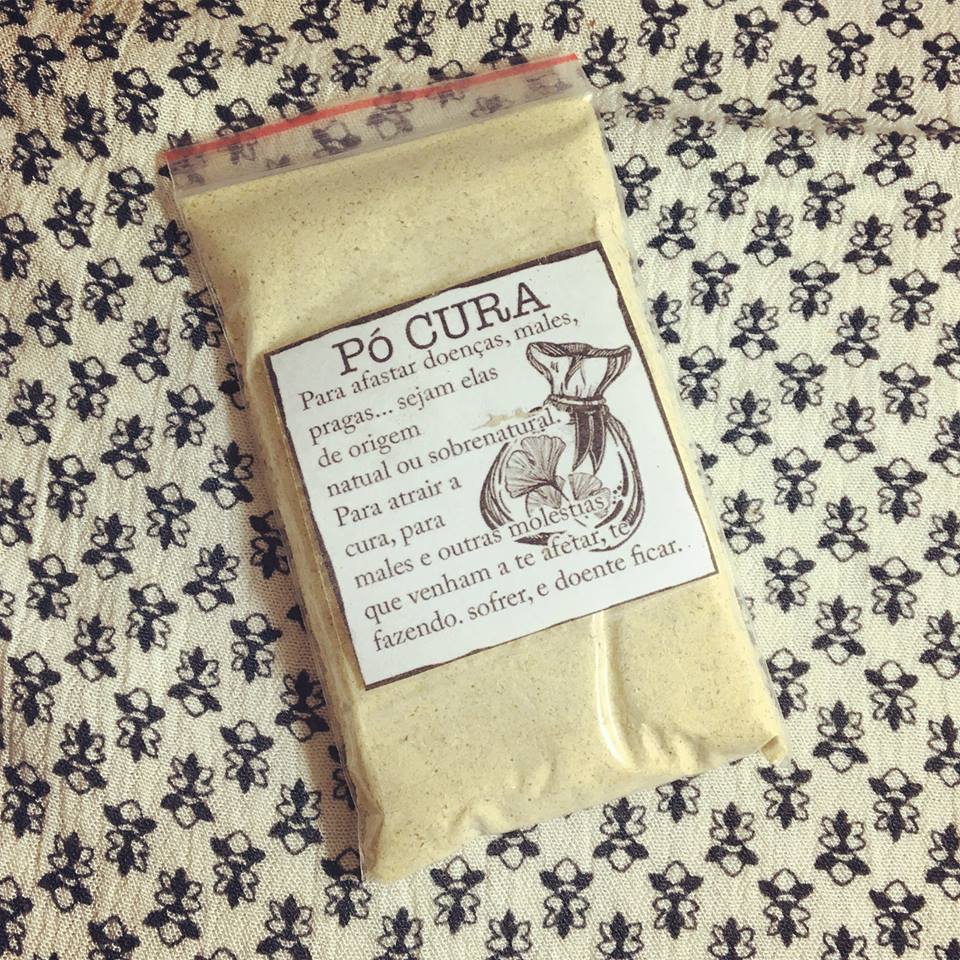 Pó CURA
Para afastar doenças, males,
pragas... sejam elas
de origem
natual ou sobrenatural.
Para atrair a
cura, para
males e outras molestias
que venham a te afetar, te
fazendo. sofrer, e doente ficar. .